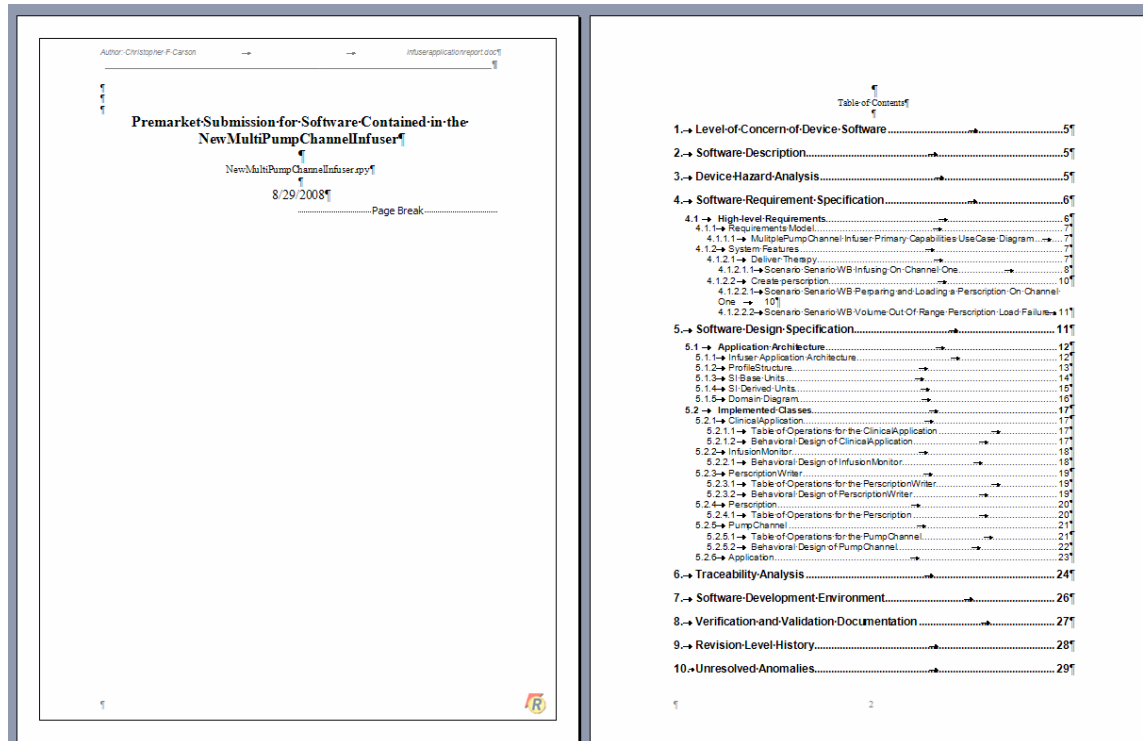 Author: Christopher F Carson → → Infuserapplicationreport.doc¶
¶
¶
¶
¶
Premarket·Submission·for·Software·Contained·in·the·
NewMultiPumpChannelInfuser¶
¶
NewMultiPumpChannelInfuser.rpy¶
¶
8/29/2008¶
Page Break
¶
R
¶
Table·of·Contents¶
¶
1.→ Level·of·Concern·of·Device·Software → 5¶
2.→ Software·Description → 5¶
3.→ Device·Hazard·Analysis → 5¶
4.→ Software·Requirement·Specification → 6¶
4.1 → High-level·Requirements → 6¶
4.1.1→ Requirements·Model → 7¶
4.1.1.1 → MulitplePumpChannel·Infuser·Primary·Capabilities·UseCase·Diagram → 7¶
4.1.2→ System·Features → 7¶
4.1.2.1 → Deliver·Therapy → 7¶
4.1.2.1.1→Scenario·Senario·WB·Infusing·On·Channel·One → 8¶
4.1.2.2 → Create·perscription → 10¶
4.1.2.2.1→Scenario·Senario·WB·Perparing·and·Loading·a·Perscription·On·Channel·
One → 10¶
4.1.2.2.2→Scenario·Senario·WB·Volume·Out·Of·Range·Perscription·Load·Failure→ 11¶
5.→ Software·Design·Specification → 11¶
5.1 → Application·Architecture → 12¶
5.1.1→ Infuser·Application·Architecture → 12¶
5.1.2→ ProfileStructure → 13¶
5.1.3→ SI·Base·Units → 14¶
5.1.4→ SI·Derived·Units → 15¶
5.1.5→ Domain·Diagram → 16¶
5.2 → Implemented·Classes → 17¶
5.2.1→ ClinicalApplication → 17¶
5.2.1.1 → Table·of·Operations·for·the·ClinicalApplication → 17¶
5.2.1.2 → Behavioral·Design·of·ClinicalApplication → 17¶
5.2.2→ InfusionMonitor → 18¶
5.2.2.1 → Behavioral·Design·of·InfusionMonitor → 18¶
5.2.3→ PerscriptionWriter → 19¶
5.2.3.1 → Table·of·Operations·for·the·PerscriptionWriter → 19¶
5.2.3.2 → Behavioral·Design·of·PerscriptionWriter → 19¶
5.2.4→ Perscription → 20¶
5.2.4.1 → Table·of·Operations·for·the·Perscription → 20¶
5.2.5→ PumpChannel → 21¶
5.2.5.1 → Table·of·Operations·for·the·PumpChannel → 21¶
5.2.5.2 → Behavioral·Design·of·PumpChannel → 22¶
5.2.6→ Application → 23¶
6.→ Traceability·Analysis → 24¶
7.→ Software·Development·Environment → 26¶
8.→ Verification·and·Validation·Documentation → 27¶
9.→ Revision·Level·History → 28¶
10.→Unresolved·Anomalies → 29¶
¶ 2